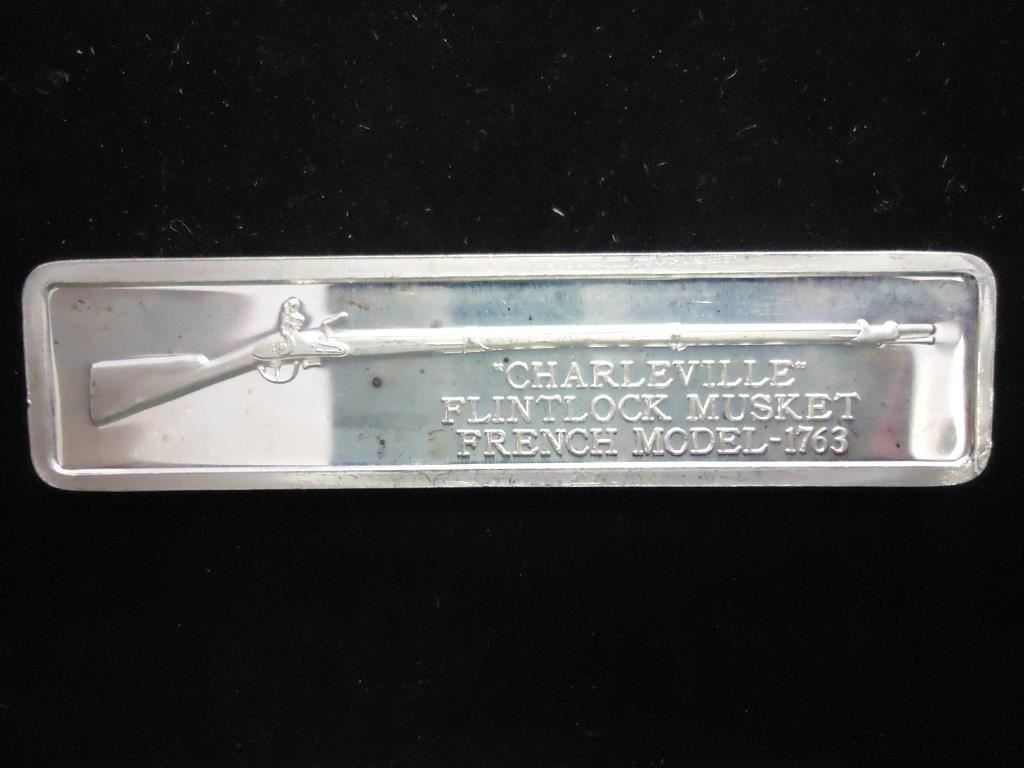 "CHARLEVILLE"
FLINTLOCK MUSKET
FRENCH MODEL-1763